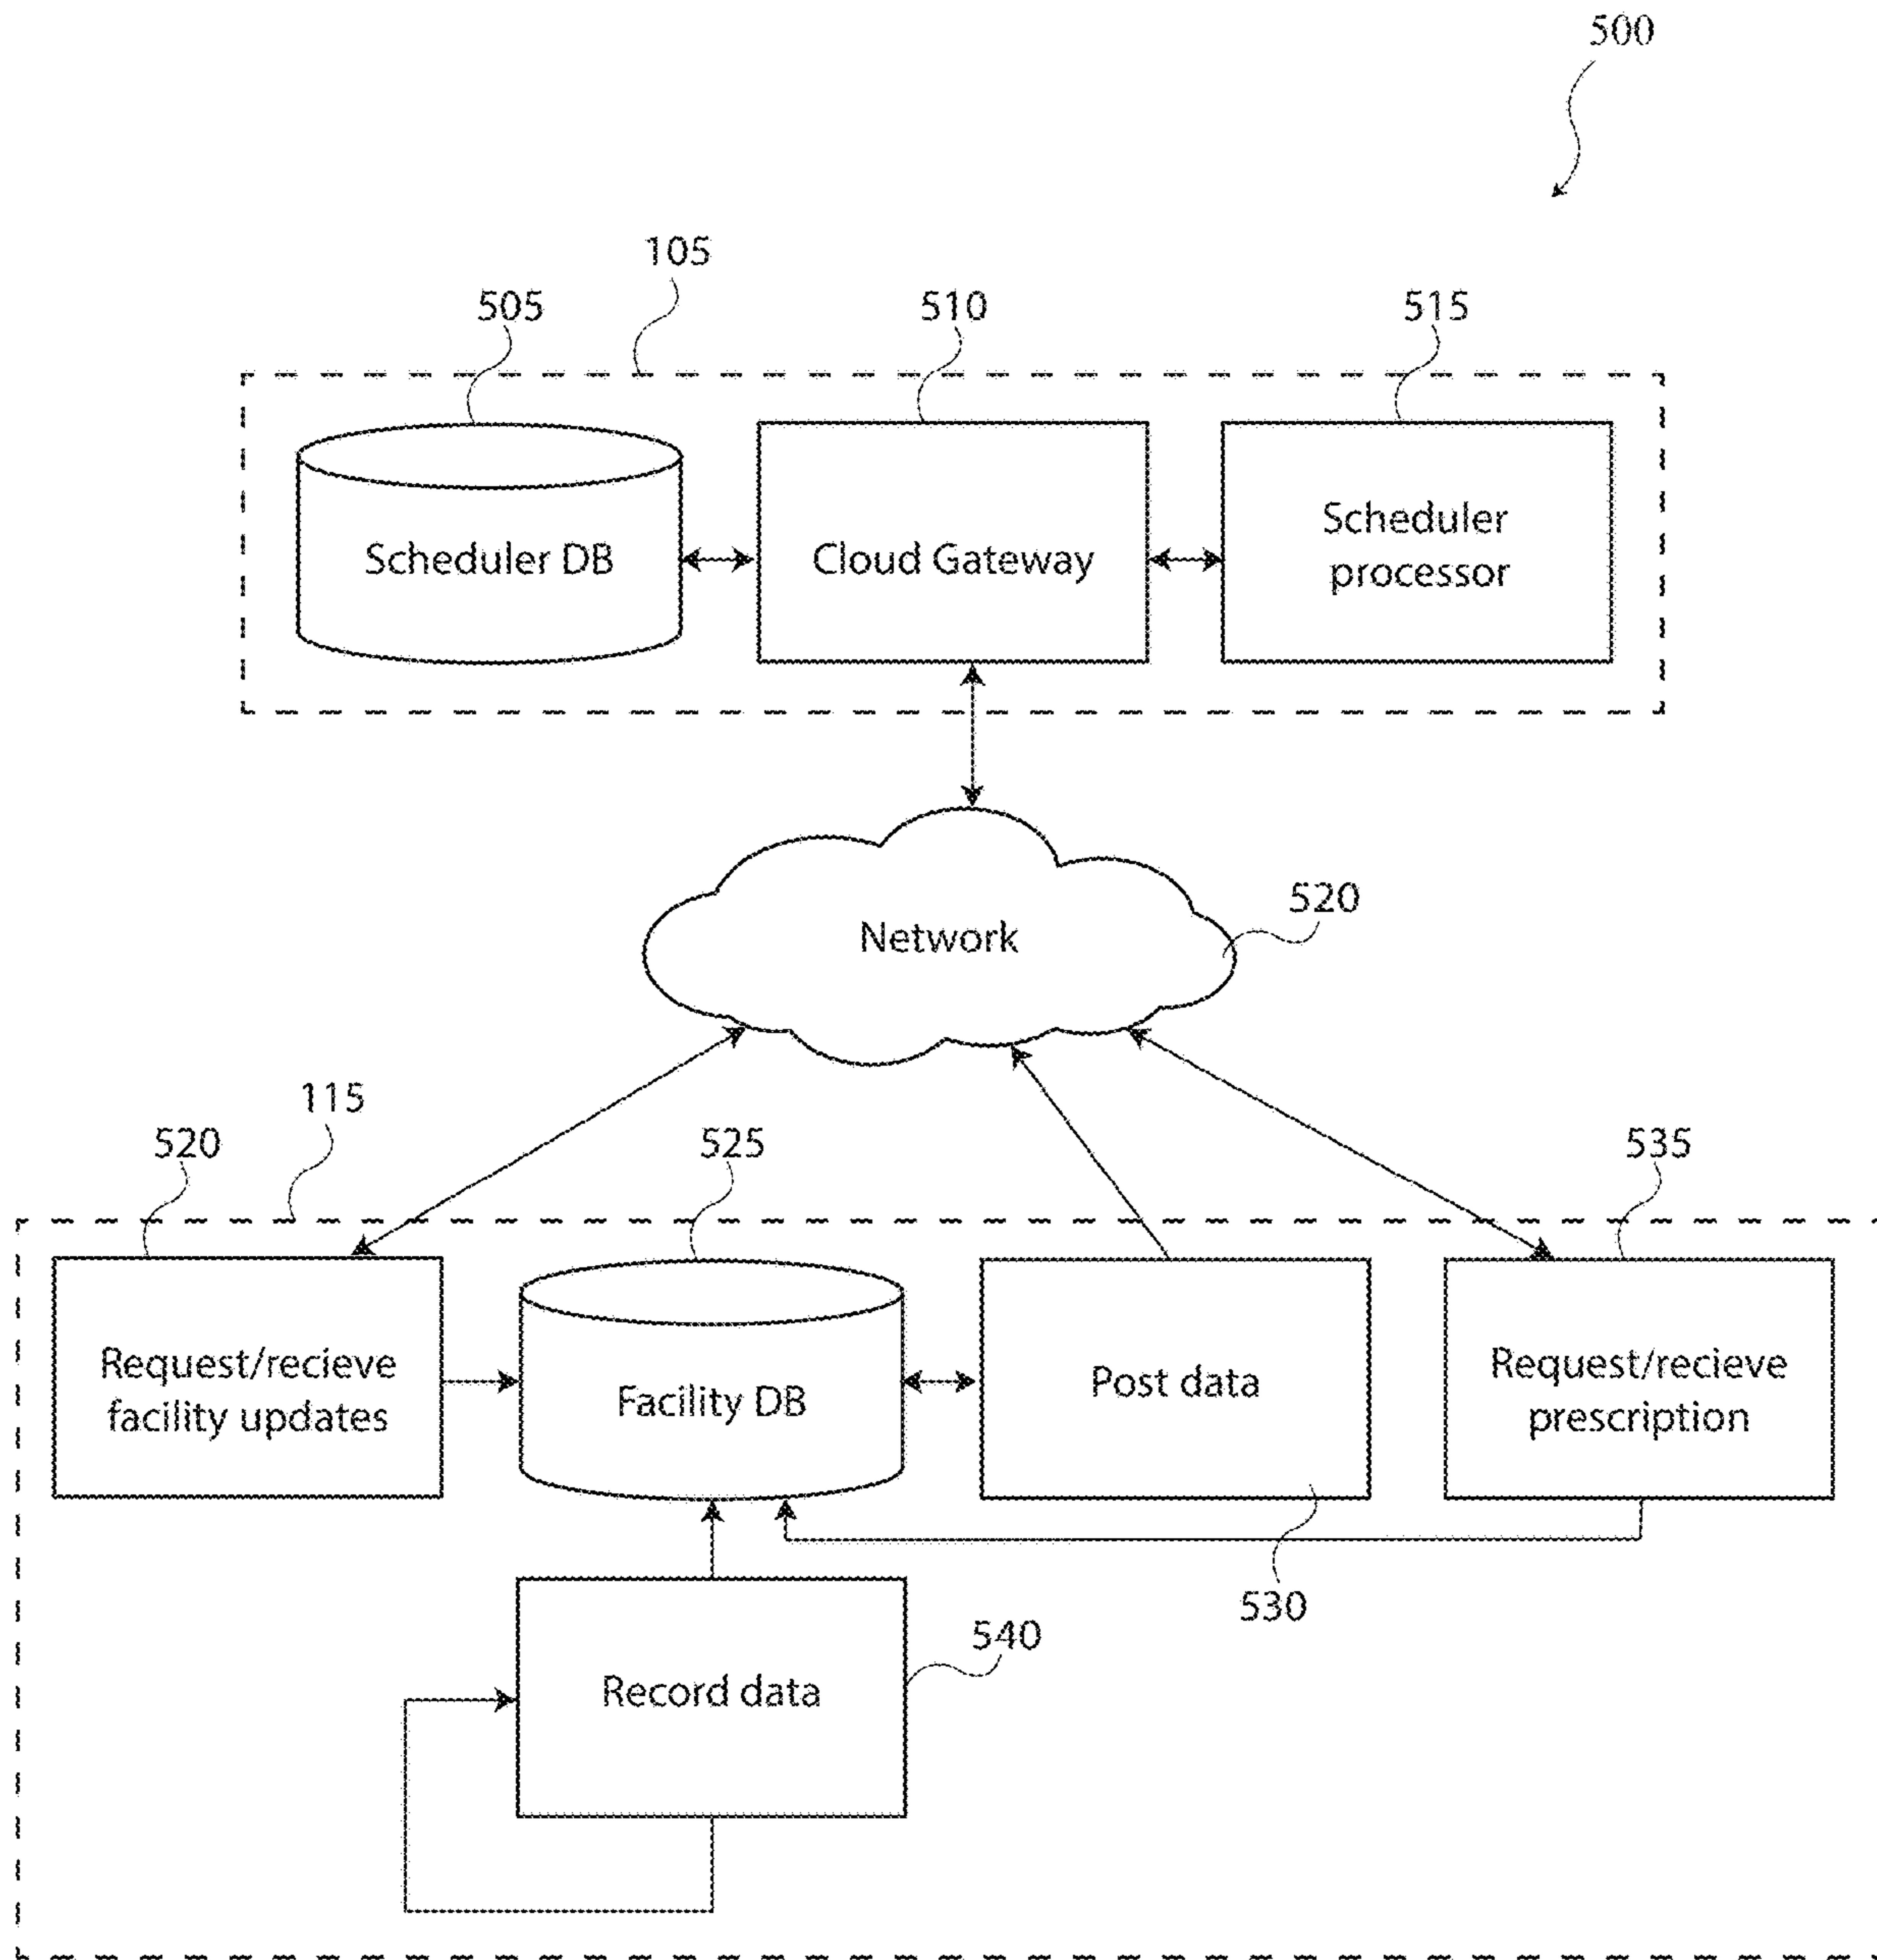 500
105
505
510
515
Scheduler DB
Cloud Gateway
Scheduler
processor
Network
520
115
520
525
535
Request/recieve
facility updates
Facility DB
Post data
Request/recieve
prescription
530
540
Record data